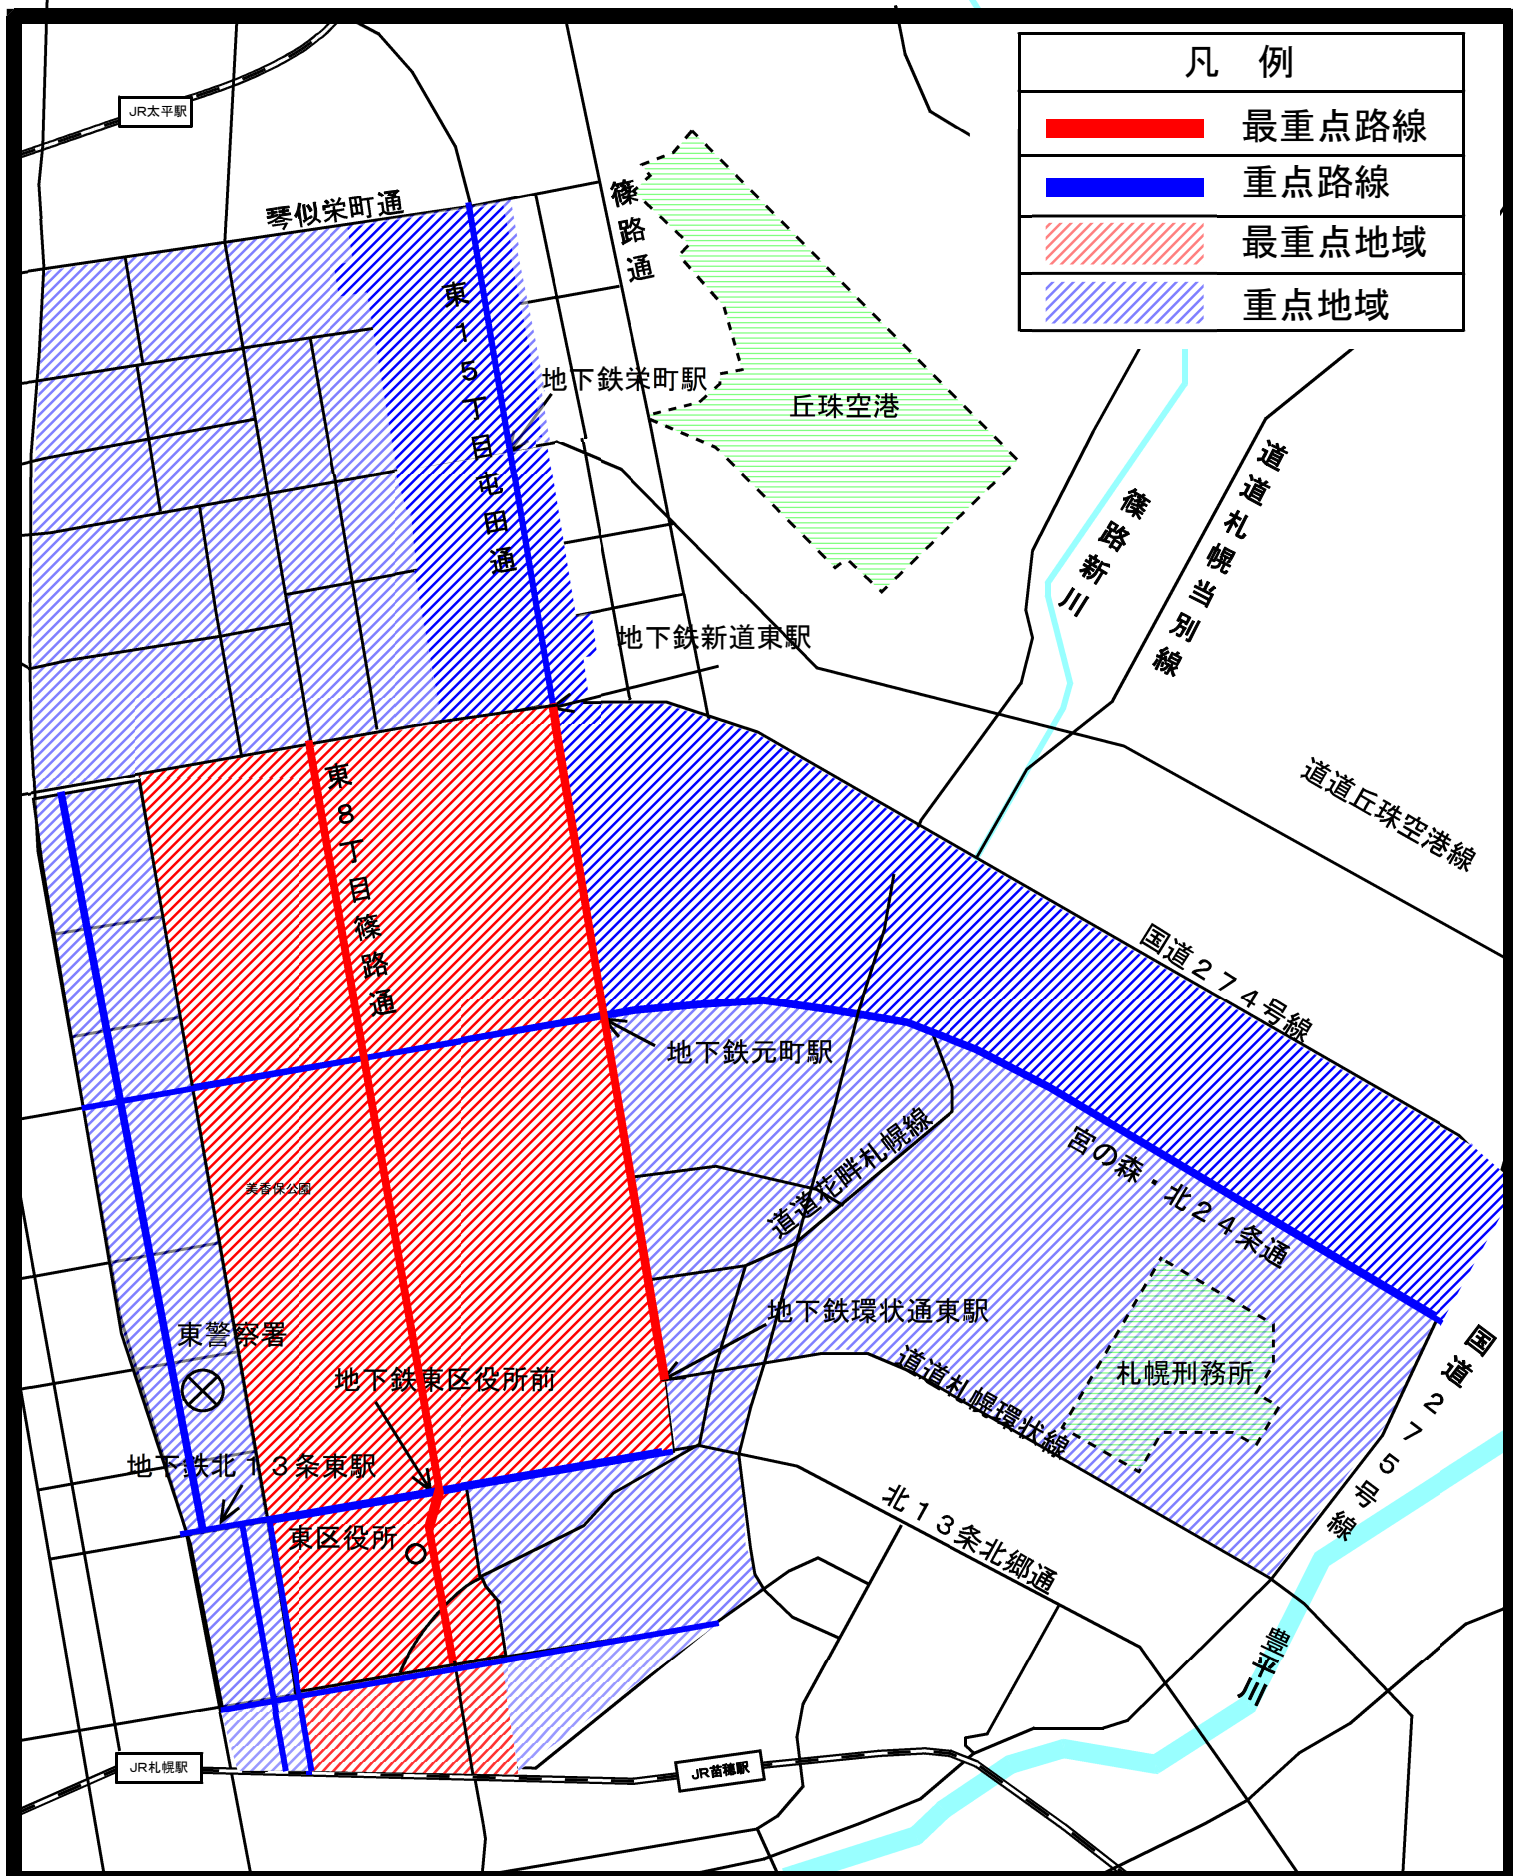 凡　例
最重点路線
重点路線
最重点地域
重点地域
JR太平駅
琴似栄町通
篠路通
東１５丁目屯田通
地下鉄栄町駅
丘珠空港
篠路新川
道道札幌当別線
地下鉄新道東駅
道道丘珠空港線
東８丁目篠路通
国道２７４号線
地下鉄元町駅
道道花畔札幌線
宮の森・北２４条通
美香保公園
地下鉄環状通東駅
東警察署
地下鉄東区役所前
道道札幌環状線
札幌刑務所
国道２７５号線
地下鉄北１３条東駅
北１３条北郷通
東区役所
豊平川
JR札幌駅
JR苗穂駅